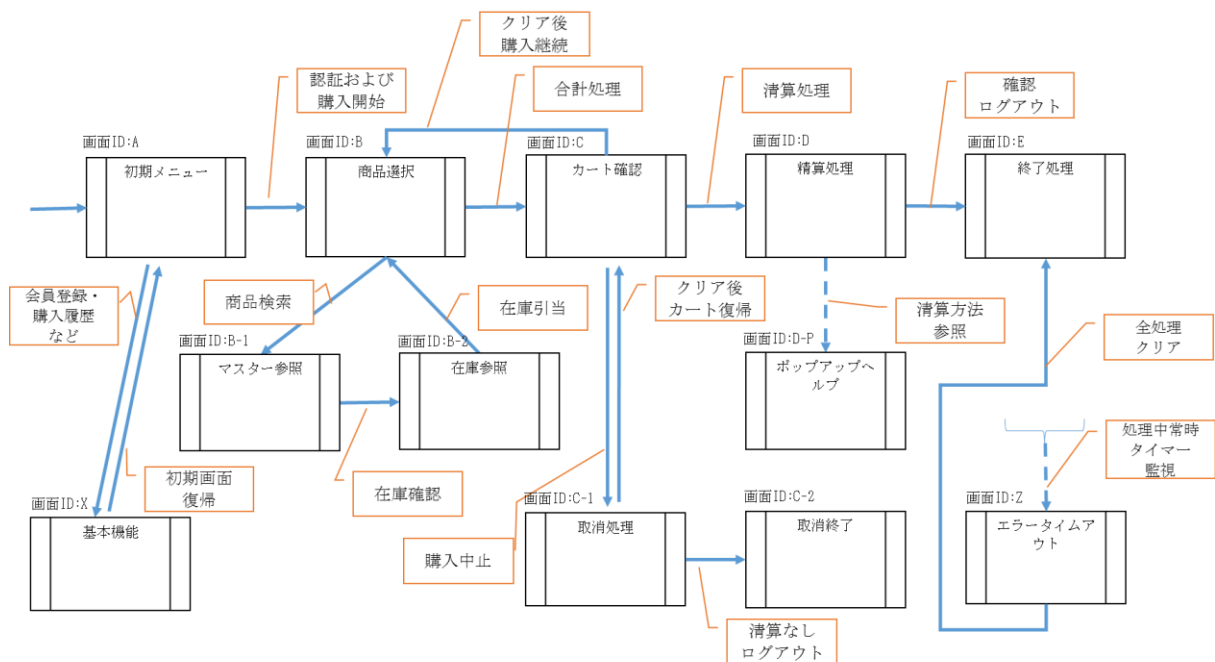 クリア後
購入継続
認証および
購入開始
合計処理
清算処理
確認
ログアウト
画面ID:A
画面ID:B
画面ID:C
画面ID:D
画面ID:E
初期メニュー
商品選択
カート確認
精算処理
終了処理
会員登録・
購入履歴
など
商品検索
在庫引当
クリア後
カート復帰
清算方法
参照
全処理
クリア
画面ID:B-1
画面ID:B-2
画面ID:D-P
マスター参照
在庫参照
ポップアップヘ
ルプ
処理中常時
タイマー
監視
初期画面
復帰
在庫確認
画面ID:X
画面ID:C-1
画面ID:C-2
画面ID:Z
基本機能
取消処理
取消終了
エラータイムア
ウト
購入中止
清算なし
ログアウト